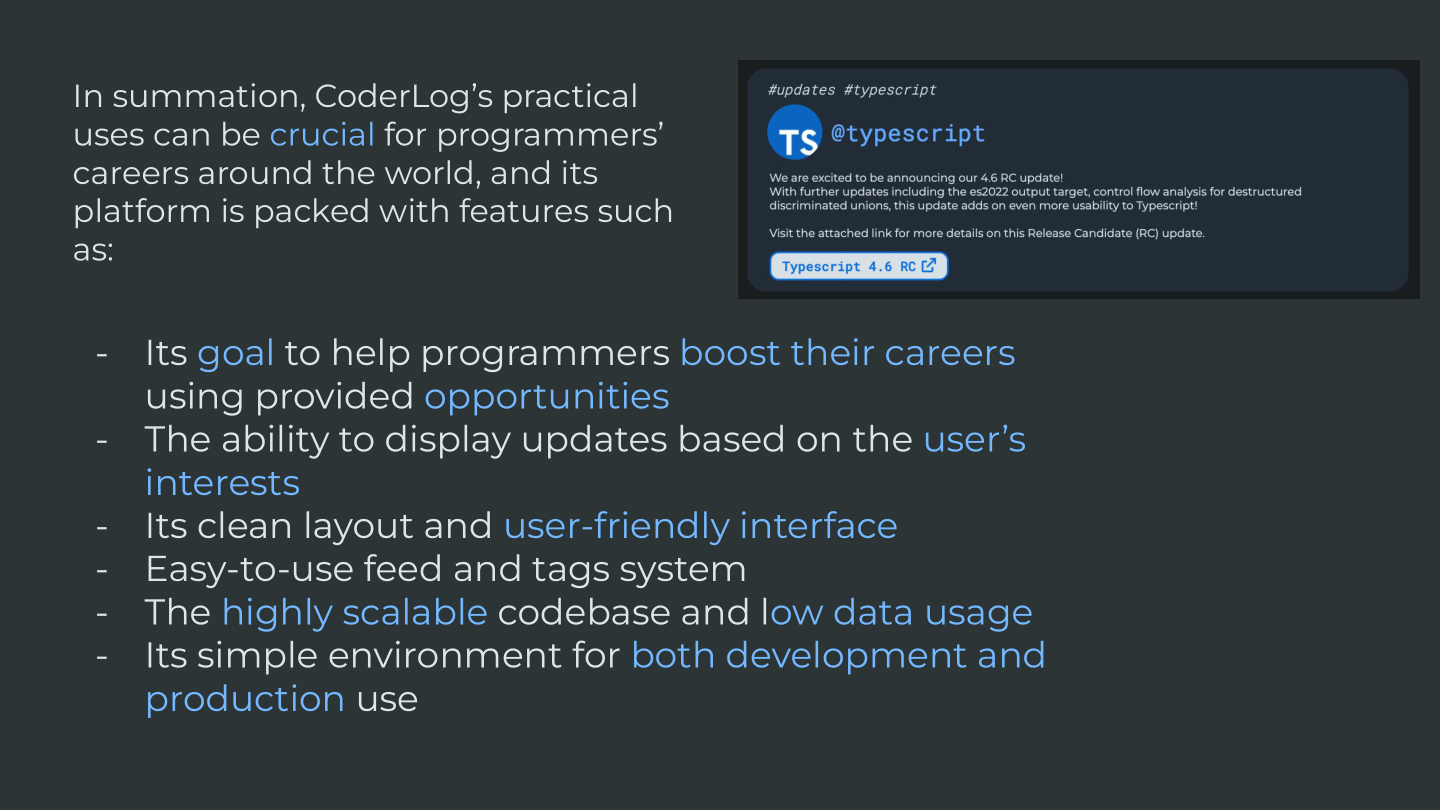 In summation, CoderLog’s practical
uses can be crucial for programmers’
careers around the world, and its
platform is packed with features such
as:
#updates #typescript
TS
@typescript
We are excited to be announcing our 4.6 RC update!
With further updates including the es2022 output target, control flow analysis for destructured
discriminated unions, this update adds on even more usability to Typescript!
Visit the attached link for more details on this Release Candidate (RC) update.
Typescript 4.6 RC
- Its goal to help programmers boost their careers
using provided opportunities
- The ability to display updates based on the user’s
interests
- Its clean layout and user-friendly interface
- Easy-to-use feed and tags system
- The highly scalable codebase and low data usage
- Its simple environment for both development and
production use